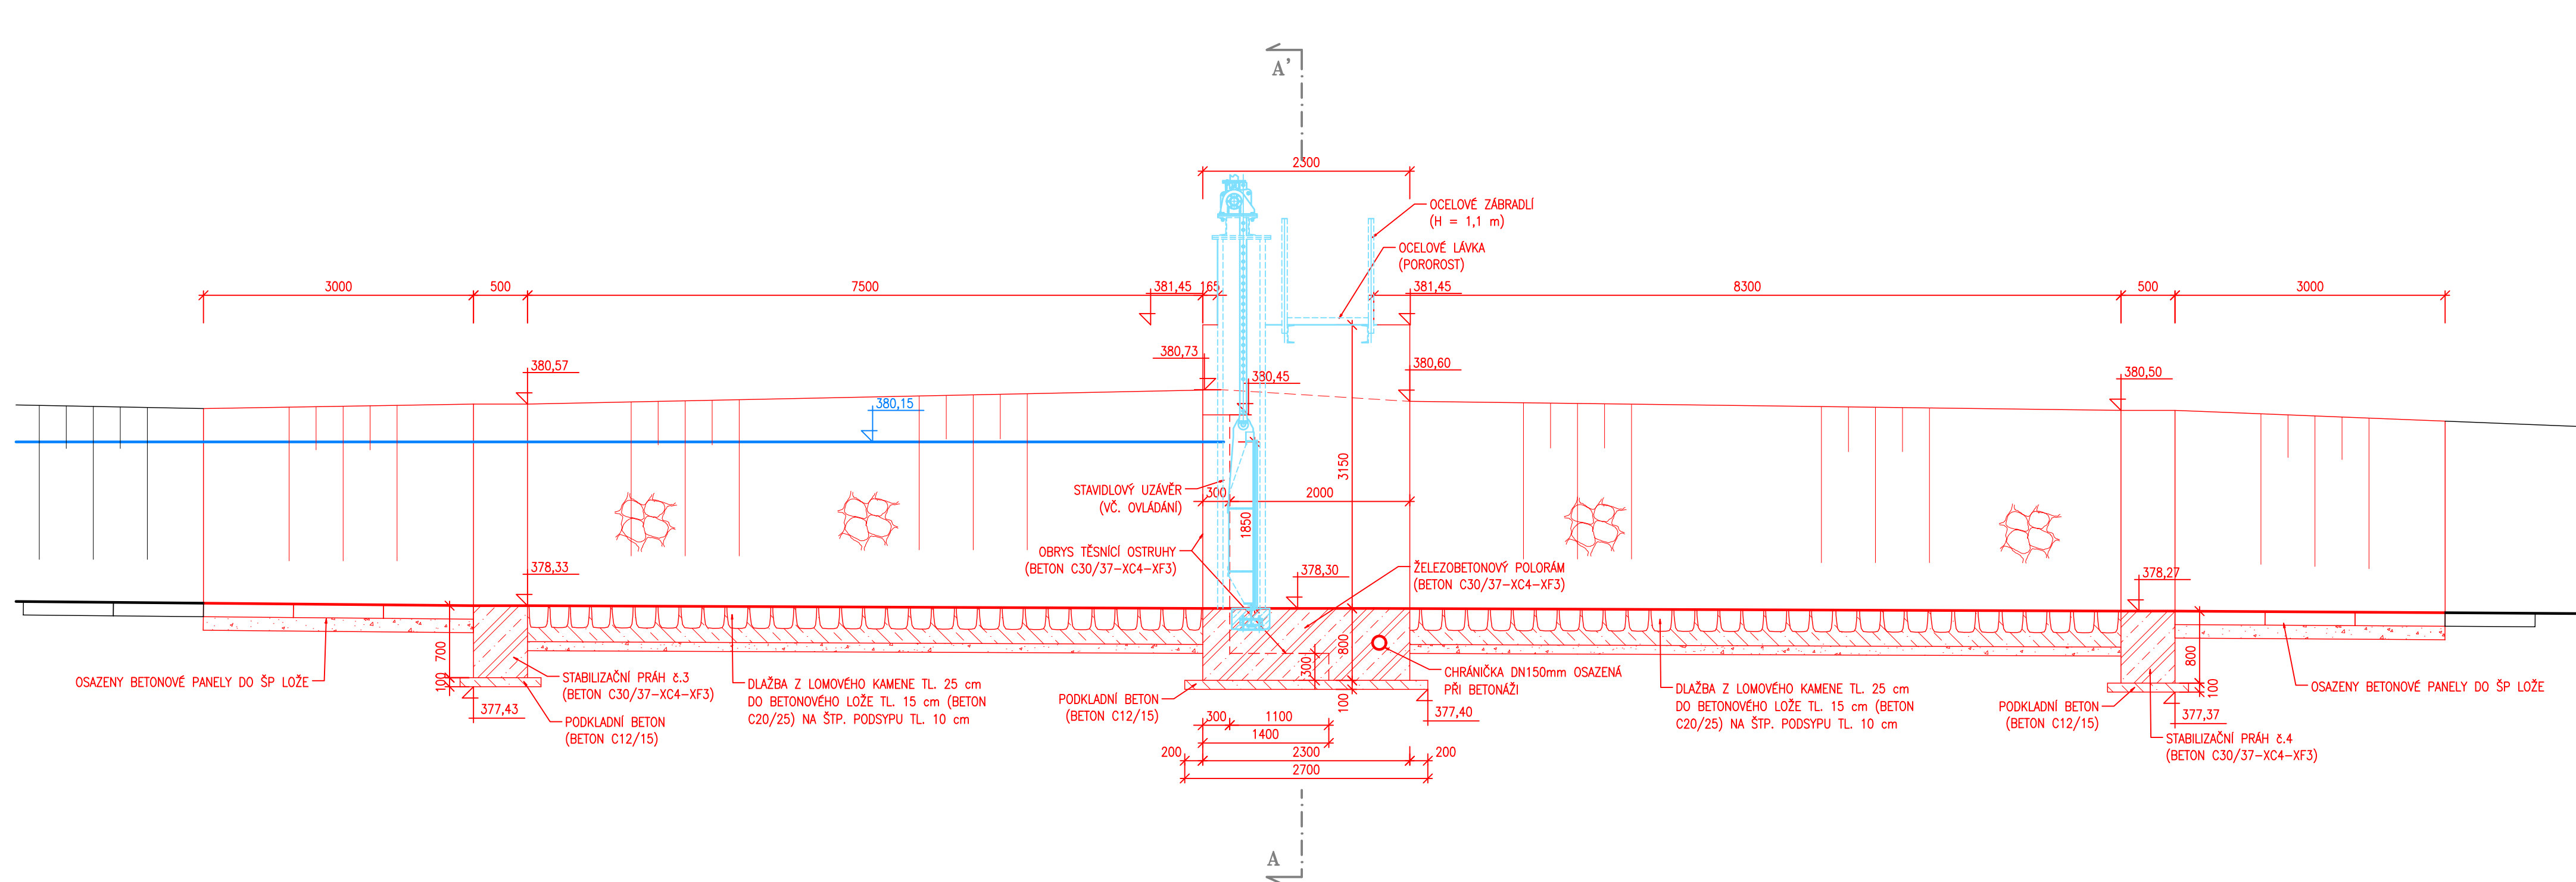 A'
2300
OCELOVÉ ZÁBRADLÍ
(H = 1,1 m)
OCELOVÉ LÁVKA
(POROROST)
3000
500
7500
381,45
165
381,45
8300
500
3000
380,73
380,57
380,45
380,60
380,50
380,15
3150
STAVIDLOVÝ UZÁVĚR
(VČ. OVLÁDÁNÍ)
300
2000
1850
OBRYS TĚSNÍCÍ OSTRUHY
(BETON C30/37-XC4-XF3)
378,33
378,30
ŽELEZOBETONOVÝ POLORÁM
(BETON C30/37-XC4-XF3)
378,27
700
100
OSAZENY BETONOVÉ PANELY DO ŠP LOŽE
STABILIZAČNÍ PRÁH č.3
(BETON C30/37-XC4-XF3)
377,43
PODKLADNÍ BETON
(BETON C12/15)
DLAŽBA Z LOMOVÉHO KAMENE TL. 25 cm
DO BETONOVÉHO LOŽE TL. 15 cm (BETON
C20/25) NA ŠTP. PODSYPU TL. 10 cm
PODKLADNÍ BETON
(BETON C12/15)
300
800
100
CHRÁNIČKA DN150mm OSAZENÁ
PŘI BETONÁŽI
377,40
DLAŽBA Z LOMOVÉHO KAMENE TL. 25 cm
DO BETONOVÉHO LOŽE TL. 15 cm (BETON
C20/25) NA ŠTP. PODSYPU TL. 10 cm
PODKLADNÍ BETON
(BETON C12/15)
800
100
OSAZENY BETONOVÉ PANELY DO ŠP LOŽE
377,37
STABILIZAČNÍ PRÁH č.4
(BETON C30/37-XC4-XF3)
300
1100
1400
200
2300
200
2700
A